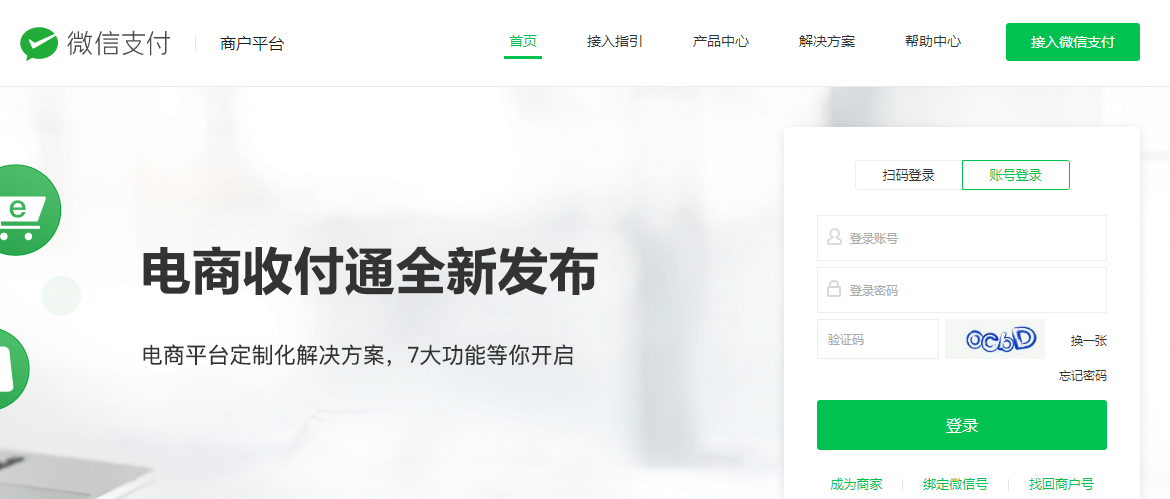 微信支付 商户平台 首页 接入指引 产品中心 解决方案 帮助中心 接入微信支付
扫码登录 账号登录
e
登录账号
电商收付通全新发布
登录密码
验证码 换一张
电商平台定制化解决方案，7大功能等你开启
忘记密码
登录
成为商家 绑定微信号 找回商户号